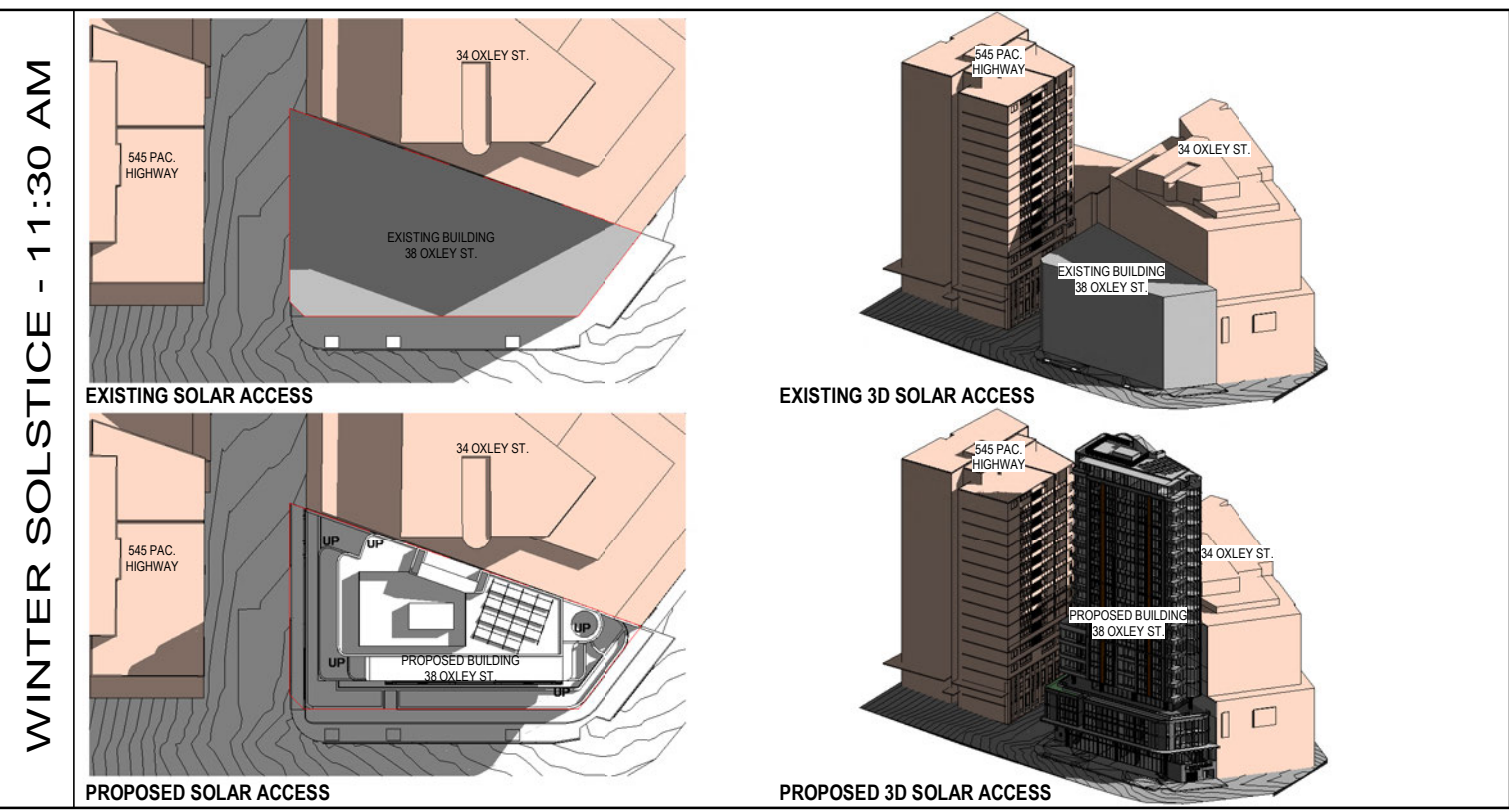 WINTER SOLSTICE - 11:30 AM
34 OXLEY ST.
545 PAC.
HIGHWAY
EXISTING BUILDING
38 OXLEY ST.
EXISTING SOLAR ACCESS
545 PAC.
HIGHWAY
34 OXLEY ST.
EXISTING BUILDING
38 OXLEY ST.
EXISTING 3D SOLAR ACCESS
34 OXLEY ST.
545 PAC.
HIGHWAY
UP
UP
UP
UP
PROPOSED BUILDING
38 OXLEY ST.
UP
PROPOSED SOLAR ACCESS
545 PAC.
HIGHWAY
34 OXLEY ST.
PROPOSED BUILDING
38 OXLEY ST.
PROPOSED 3D SOLAR ACCESS